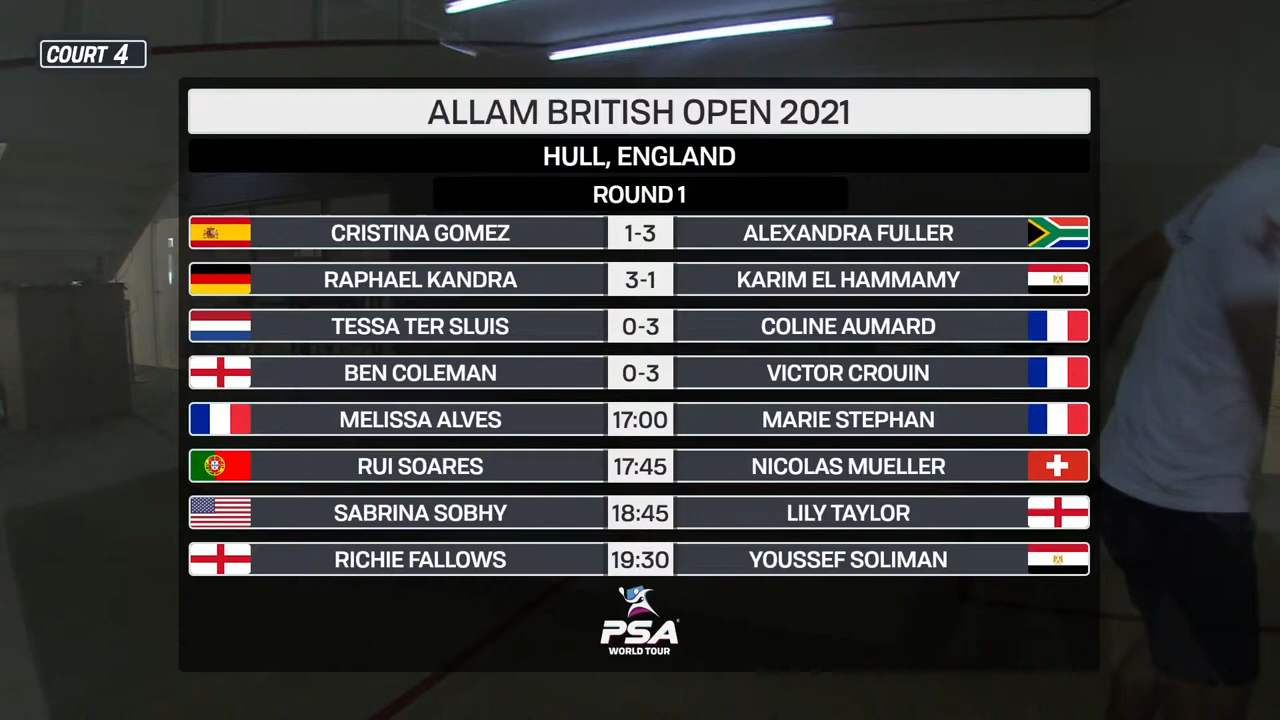 COURT 4
ALLAM BRITISH OPEN 2021
HULL, ENGLAND
ROUND 1
CRISTINA GOMEZ 1-3 ALEXANDRA FULLER
RAPHAEL KANDRA 3-1 KARIM EL HAMMAMY
TESSA TER SLUIS 0-3 COLINE AUMARD
BEN COLEMAN 0-3 VICTOR CROUIN
MELISSA ALVES 17:00 MARIE STEPHAN
RUI SOARES 17:45 NICOLAS MUELLER
SABRINA SOBHY 18:45 LILY TAYLOR
RICHIE FALLOWS 19:30 YOUSSEF SOLIMAN
PSA
WORLD TOUR